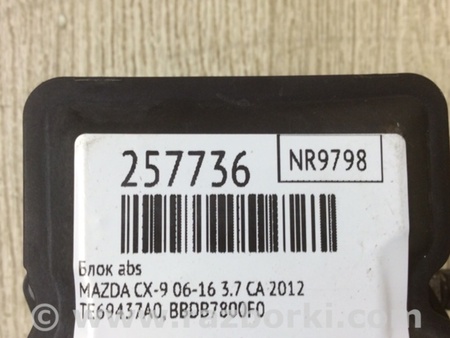 257736
NR9798
Блок abs
MAZDA CX-9 06-16 3.7 CA 2012
TE69437A0, BBDB7800F0
www.razborki.com